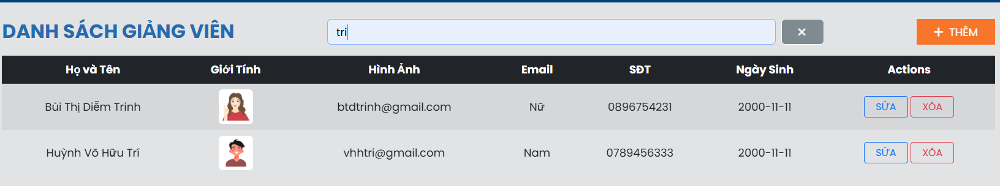 DANH SÁCH GIẢNG VIÊN tri × + THÊM
Họ và Tên Giới Tính Hình Ảnh Email SĐT Ngày Sinh Actions
Bùi Thị Diễm Trinh btdtrinh@gmail.com Nữ 0896754231 2000-11-11 SỬA XÓA
Huỳnh Võ Hữu Trí vhhtri@gmail.com Nam 0789456333 2000-11-11 SỬA XÓA